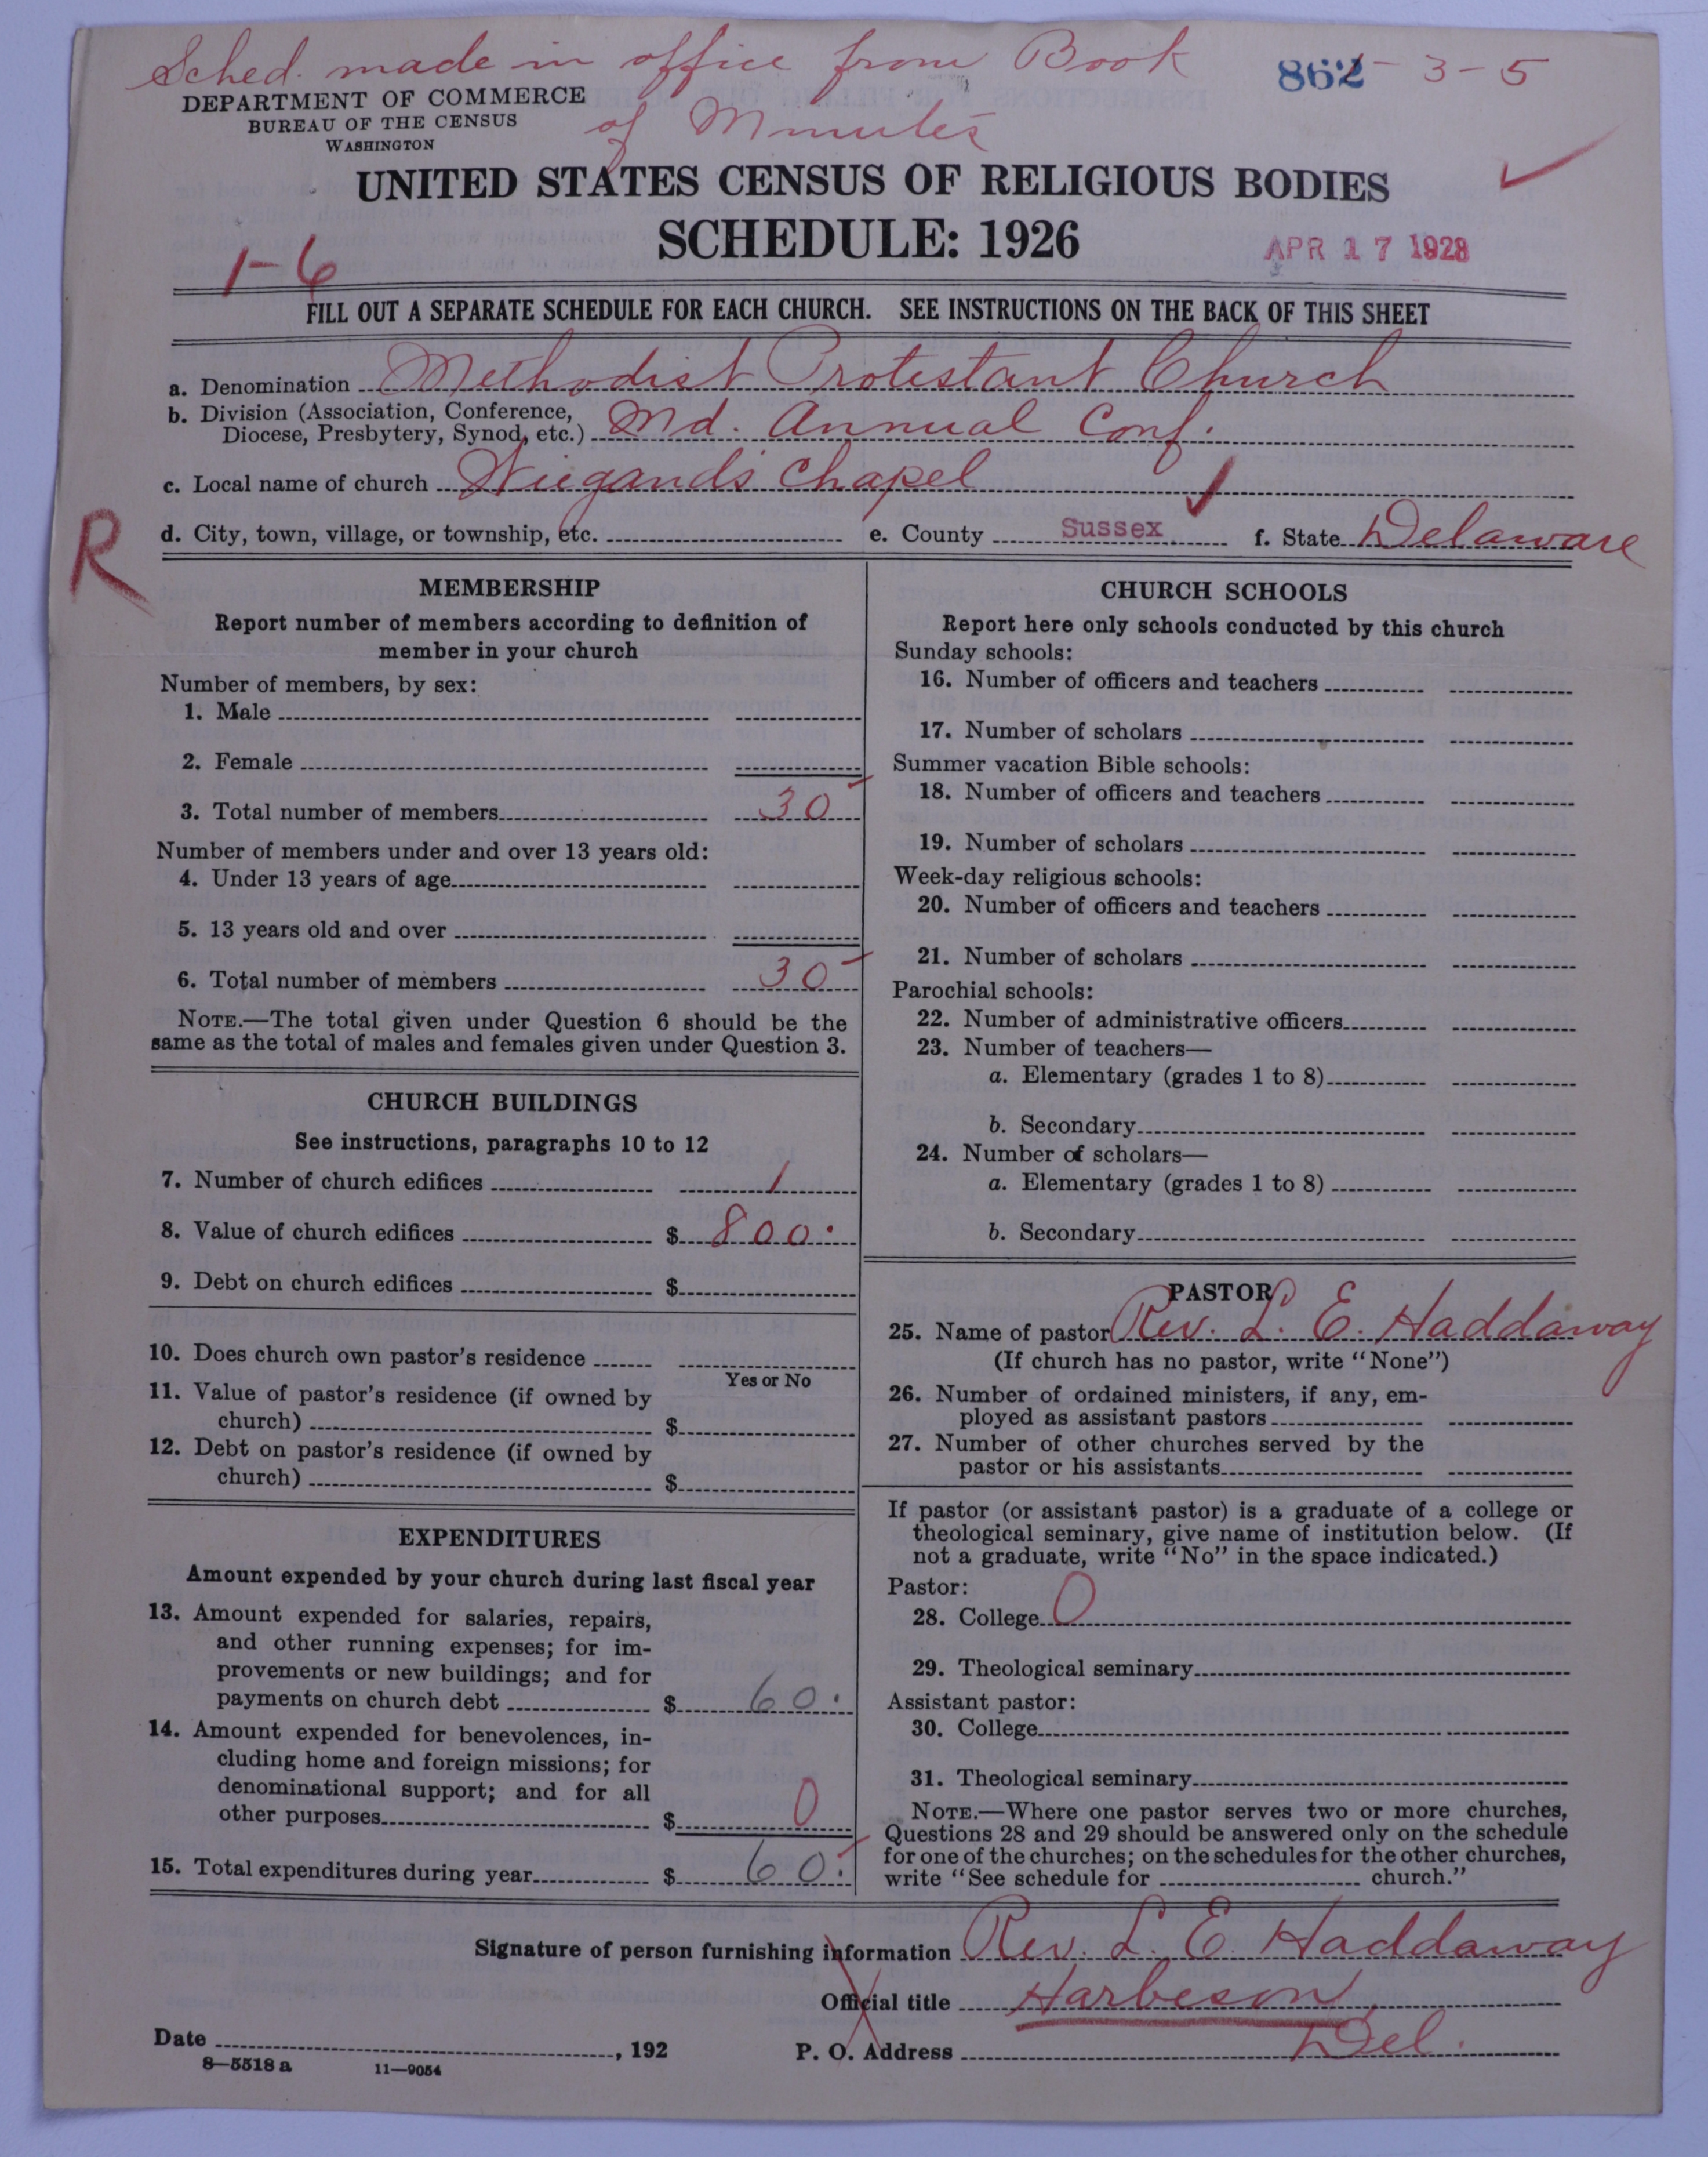 Sched. made in office from Book
of Minutes
862 - 3 - 5
DEPARTMENT OF COMMERCE
BUREAU OF THE CENSUS
WASHINGTON
UNITED STATES CENSUS OF RELIGIOUS BODIES
SCHEDULE: 1926
APR 17 1928
1-6
FILL OUT A SEPARATE SCHEDULE FOR EACH CHURCH. SEE INSTRUCTIONS ON THE BACK OF THIS SHEET
a. Denomination Methodist Protestant Church
b. Division (Association, Conference,
Diocese, Presbytery, Synod, etc.) Md. Annual Conf.
c. Local name of church Wiegand's Chapel
R
d. City, town, village, or township, etc. e. County Sussex f. State Delaware
MEMBERSHIP
Report number of members according to definition of
member in your church
Number of members, by sex:
1. Male
2. Female
3. Total number of members 30
Number of members under and over 13 years old:
4. Under 13 years of age
5. 13 years old and over
6. Total number of members 30
NOTE.—The total given under Question 6 should be the
same as the total of males and females given under Question 3.
CHURCH BUILDINGS
See instructions, paragraphs 10 to 12
7. Number of church edifices 1
8. Value of church edifices $ 800.
9. Debt on church edifices $
10. Does church own pastor's residence
Yes or No
11. Value of pastor's residence (if owned by
church) $
12. Debt on pastor's residence (if owned by
church) $
EXPENDITURES
Amount expended by your church during last fiscal year
13. Amount expended for salaries, repairs,
and other running expenses; for im-
provements or new buildings; and for
payments on church debt $ 60.
14. Amount expended for benevolences, in-
cluding home and foreign missions; for
denominational support; and for all
other purposes $ 0
15. Total expenditures during year $ 60.
CHURCH SCHOOLS
Report here only schools conducted by this church
Sunday schools:
16. Number of officers and teachers
17. Number of scholars
Summer vacation Bible schools:
18. Number of officers and teachers
19. Number of scholars
Week-day religious schools:
20. Number of officers and teachers
21. Number of scholars
Parochial schools:
22. Number of administrative officers
23. Number of teachers—
a. Elementary (grades 1 to 8)
b. Secondary
24. Number of scholars—
a. Elementary (grades 1 to 8)
b. Secondary
PASTOR
25. Name of pastor Rev. L. E. Haddaway
(If church has no pastor, write "None")
26. Number of ordained ministers, if any, em-
ployed as assistant pastors
27. Number of other churches served by the
pastor or his assistants
If pastor (or assistant pastor) is a graduate of a college or
theological seminary, give name of institution below. (If
not a graduate, write "No" in the space indicated.)
Pastor:
28. College 0
29. Theological seminary
Assistant pastor:
30. College
31. Theological seminary
NOTE.—Where one pastor serves two or more churches,
Questions 28 and 29 should be answered only on the schedule
for one of the churches; on the schedules for the other churches,
write "See schedule for church."
Signature of person furnishing information Rev. L. E. Haddaway
Official title Harbeson,
Date , 192 P. O. Address Del.
8—5518 a 11—9054